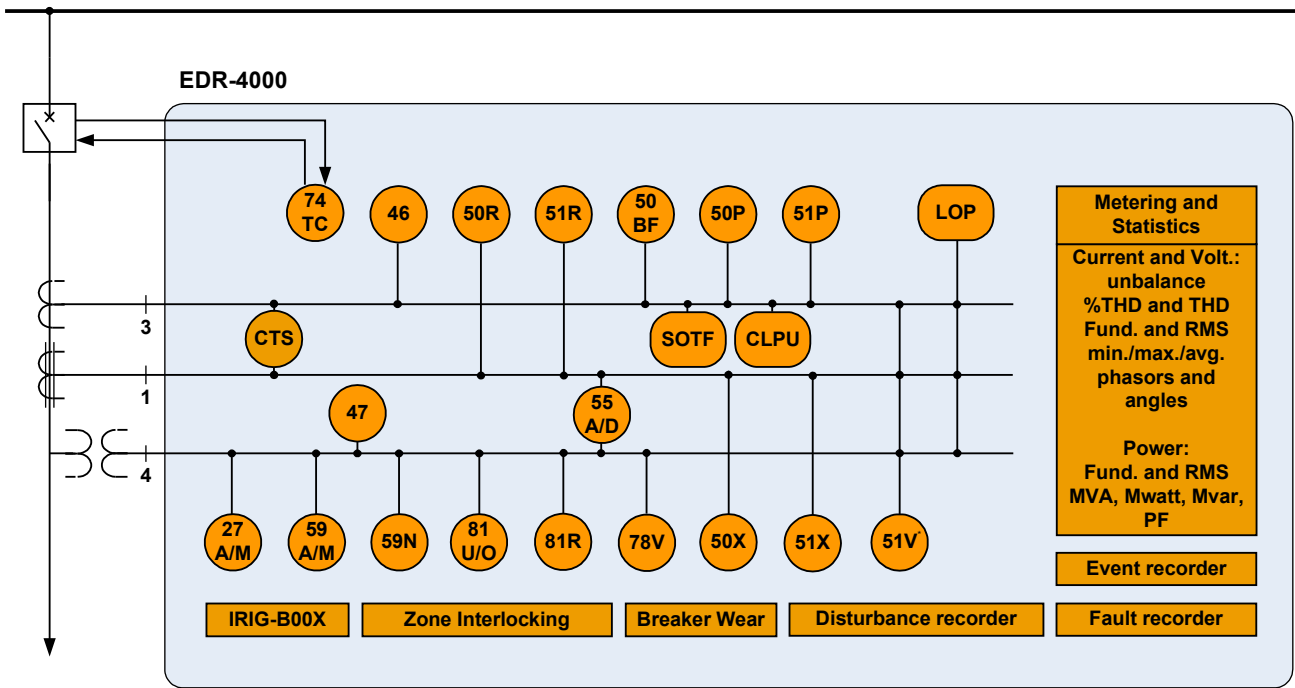 EDR-4000
74
TC
46
50R
51R
50
BF
50P
51P
LOP
3
CTS
SOTF
CLPU
1
47
55
A/D
4
27
A/M
59
A/M
59N
81
U/O
81R
78V
50X
51X
51V*
Metering and
Statistics
Current and Volt.:
unbalance
%THD and THD
Fund. and RMS
min./max./avg.
phasors and
angles
Power:
Fund. and RMS
MVA, Mwatt, Mvar,
PF
Event recorder
IRIG-B00X
Zone Interlocking
Breaker Wear
Disturbance recorder
Fault recorder